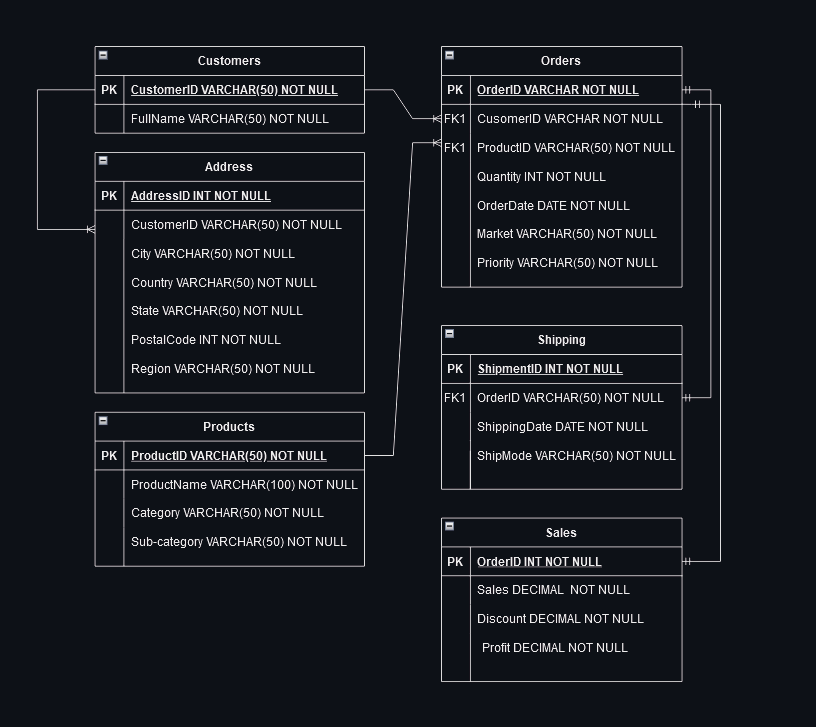 Customers
PK CustomerID VARCHAR(50) NOT NULL
FullName VARCHAR(50) NOT NULL
Address
PK AddressID INT NOT NULL
CustomerID VARCHAR(50) NOT NULL
City VARCHAR(50) NOT NULL
Country VARCHAR(50) NOT NULL
State VARCHAR(50) NOT NULL
PostalCode INT NOT NULL
Region VARCHAR(50) NOT NULL
Products
PK ProductID VARCHAR(50) NOT NULL
ProductName VARCHAR(100) NOT NULL
Category VARCHAR(50) NOT NULL
Sub-category VARCHAR(50) NOT NULL
Orders
PK OrderID VARCHAR NOT NULL
FK1 CusomerID VARCHAR NOT NULL
FK1 ProductID VARCHAR(50) NOT NULL
Quantity INT NOT NULL
OrderDate DATE NOT NULL
Market VARCHAR(50) NOT NULL
Priority VARCHAR(50) NOT NULL
Shipping
PK ShipmentID INT NOT NULL
FK1 OrderID VARCHAR(50) NOT NULL
ShippingDate DATE NOT NULL
ShipMode VARCHAR(50) NOT NULL
Sales
PK OrderID INT NOT NULL
Sales DECIMAL NOT NULL
Discount DECIMAL NOT NULL
Profit DECIMAL NOT NULL